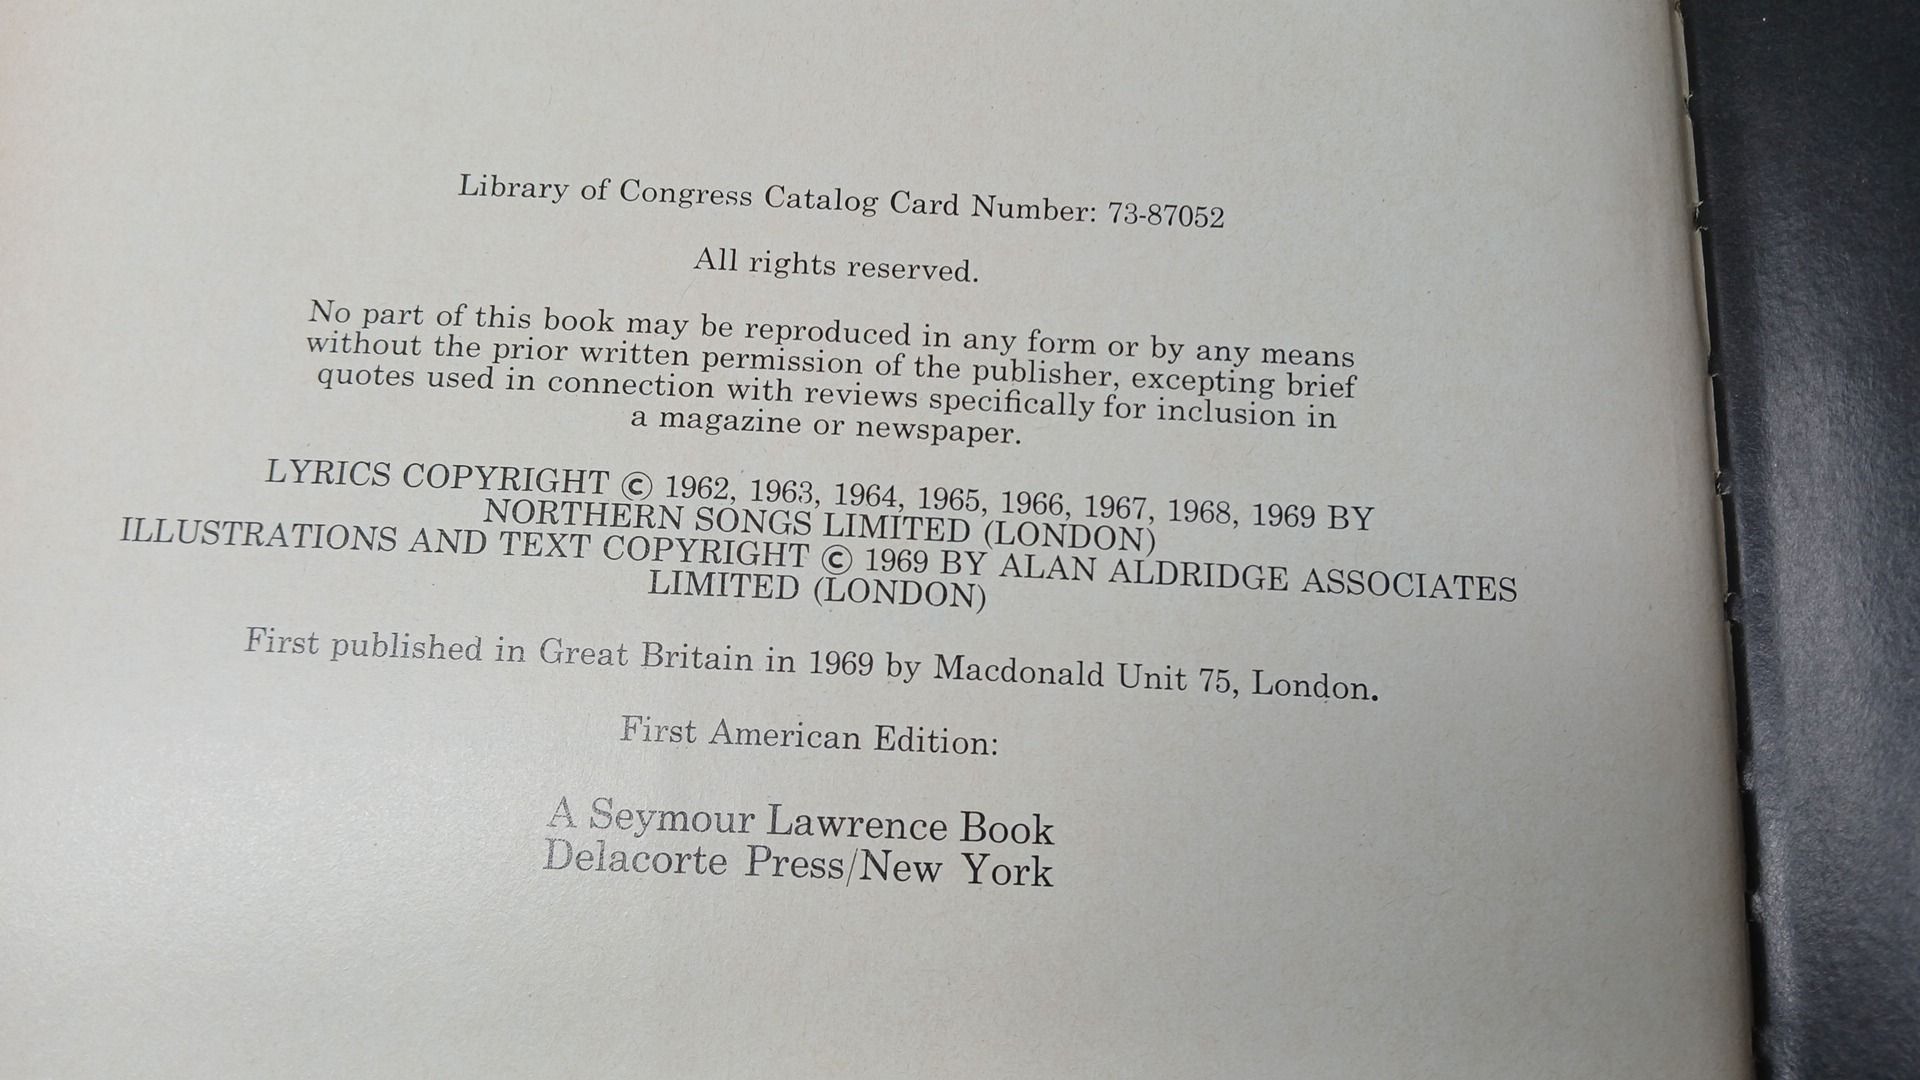 Library of Congress Catalog Card Number: 73-87052
All rights reserved.
No part of this book may be reproduced in any form or by any means
without the prior written permission of the publisher, excepting brief
quotes used in connection with reviews specifically for inclusion in
a magazine or newspaper.
LYRICS COPYRIGHT © 1962, 1963, 1964, 1965, 1966, 1967, 1968, 1969 BY
NORTHERN SONGS LIMITED (LONDON)
ILLUSTRATIONS AND TEXT COPYRIGHT © 1969 BY ALAN ALDRIDGE ASSOCIATES
LIMITED (LONDON)
First published in Great Britain in 1969 by Macdonald Unit 75, London.
First American Edition:
A Seymour Lawrence Book
Delacorte Press/New York